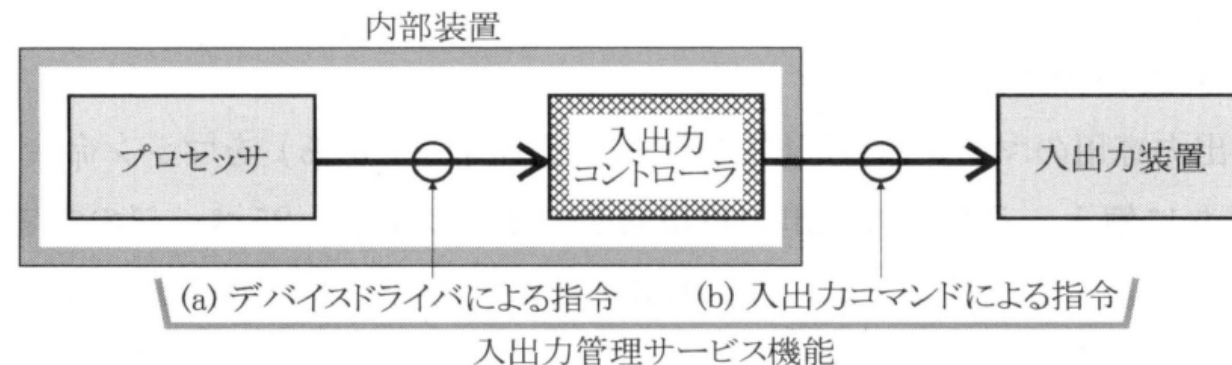 内部装置
プロセッサ
入出力
コントローラ
入出力装置
(a) デバイスドライバによる指令
(b) 入出力コマンドによる指令
入出力管理サービス機能